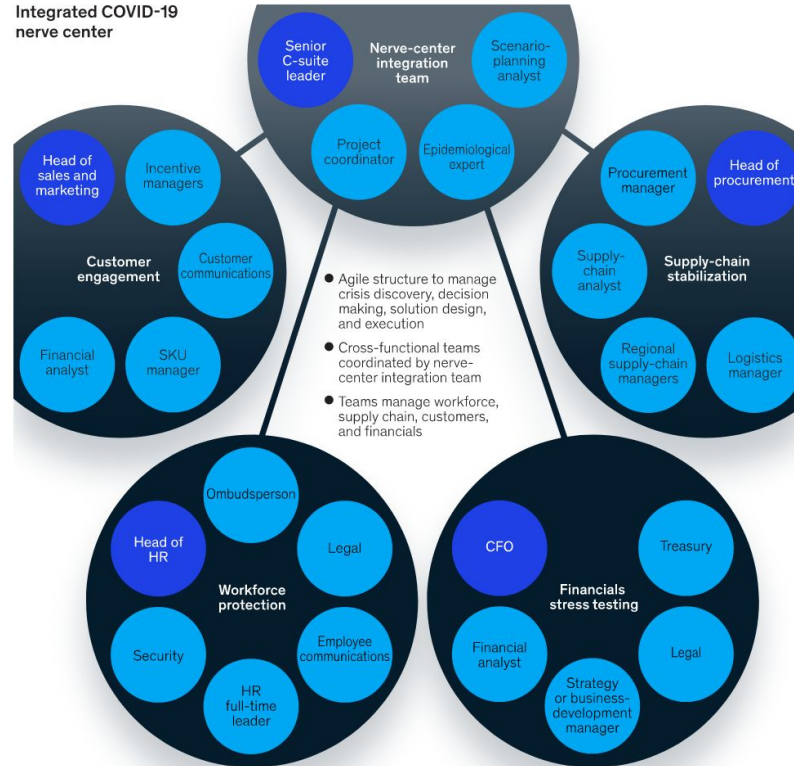 Integrated COVID-19
nerve center
Senior
C-suite
leader
Nerve-center
integration
team
Scenario-
planning
analyst
Project
coordinator
Epidemiological
expert
Head of
sales and
marketing
Incentive
managers
Customer
engagement
Customer
communications
Financial
analyst
SKU
manager
Procurement
manager
Head of
procurement
Supply-
chain
analyst
Supply-chain
stabilization
Regional
supply-chain
managers
Logistics
manager
● Agile structure to manage
crisis discovery, decision
making, solution design,
and execution
● Cross-functional teams
coordinated by nerve-
center integration team
● Teams manage workforce,
supply chain, customers,
and financials
Ombudsperson
Head of
HR
Legal
Workforce
protection
Security
Employee
communications
HR
full-time
leader
CFO
Treasury
Financials
stress testing
Financial
analyst
Legal
Strategy
or business-
development
manager